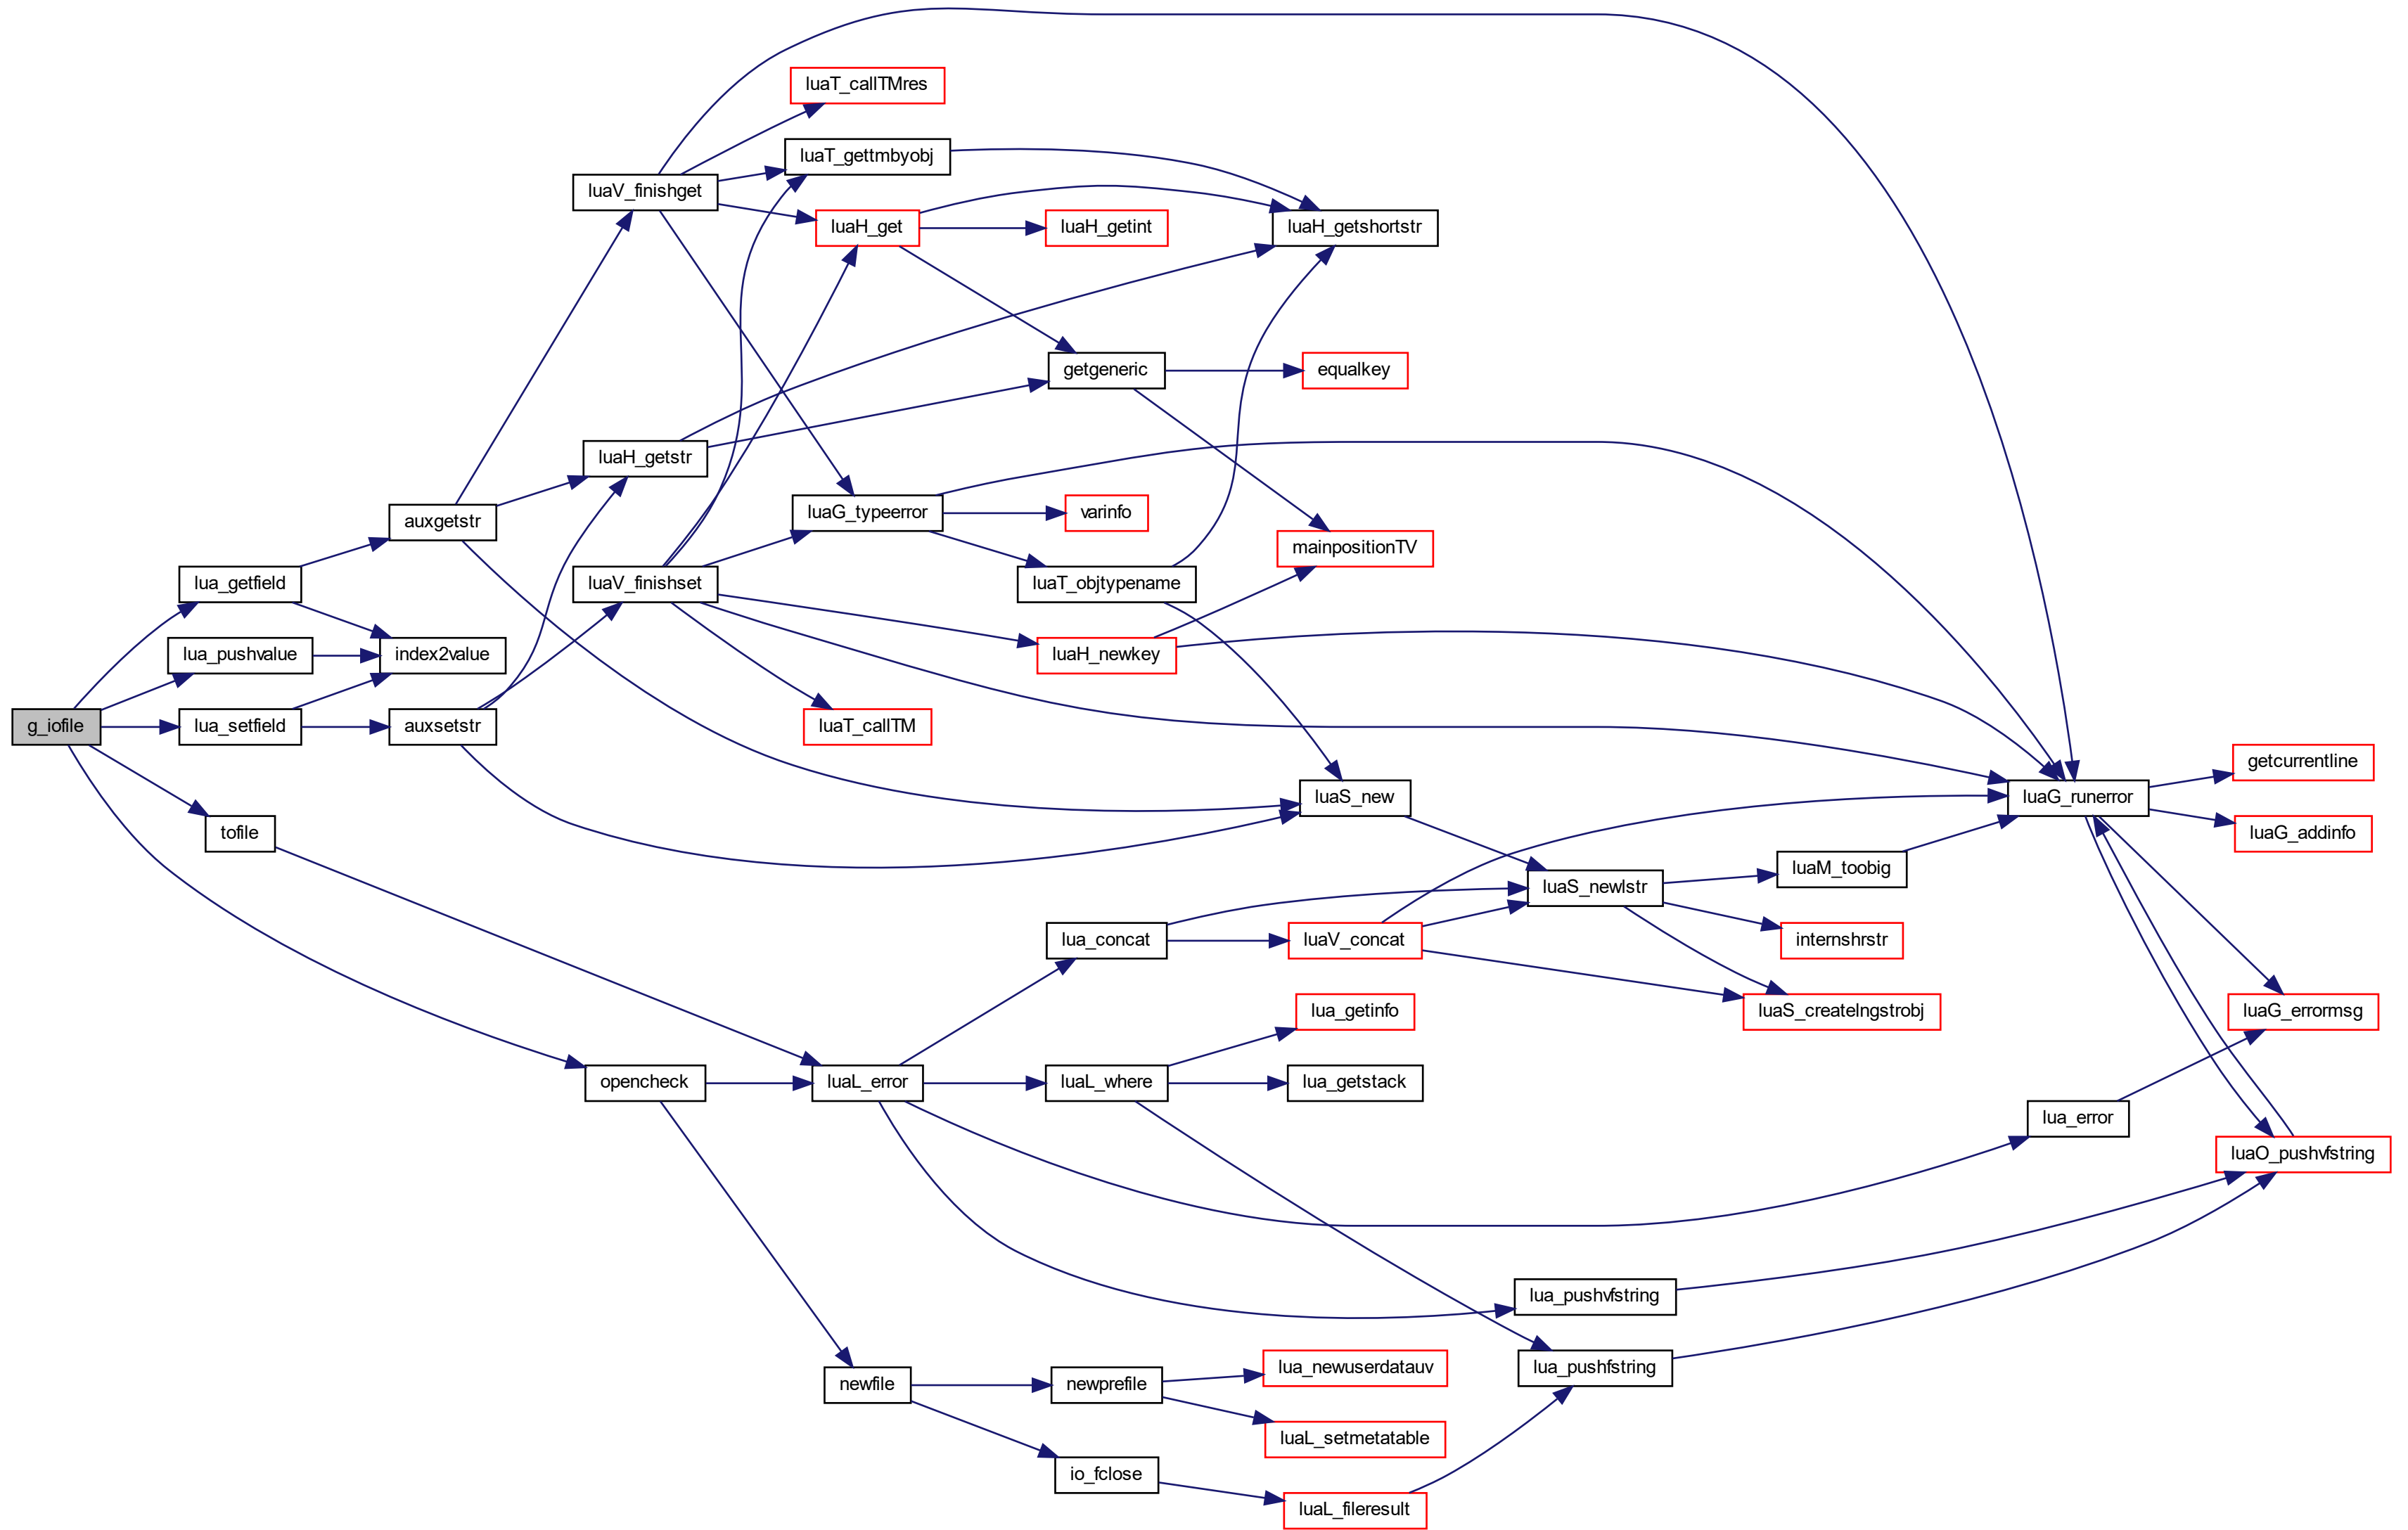 luaT_callTMres
luaT_gettmbyobj
luaV_finishget
luaH_get
luaH_getint
luaH_getshortstr
getgeneric
equalkey
luaH_getstr
luaG_typeerror
varinfo
auxgetstr
mainpositionTV
lua_getfield
luaV_finishset
luaT_objtypename
lua_pushvalue
index2value
luaH_newkey
g_iofile
lua_setfield
auxsetstr
luaT_callTM
getcurrentline
luaS_new
luaG_runerror
tofile
luaG_addinfo
luaM_toobig
luaS_newlstr
lua_concat
luaV_concat
internshrstr
lua_getinfo
luaS_createlngstrobj
luaG_errormsg
opencheck
luaL_error
luaL_where
lua_getstack
lua_error
luaO_pushvfstring
lua_pushvfstring
lua_newuserdatauv
lua_pushfstring
newfile
newprefile
luaL_setmetatable
io_fclose
luaL_fileresult